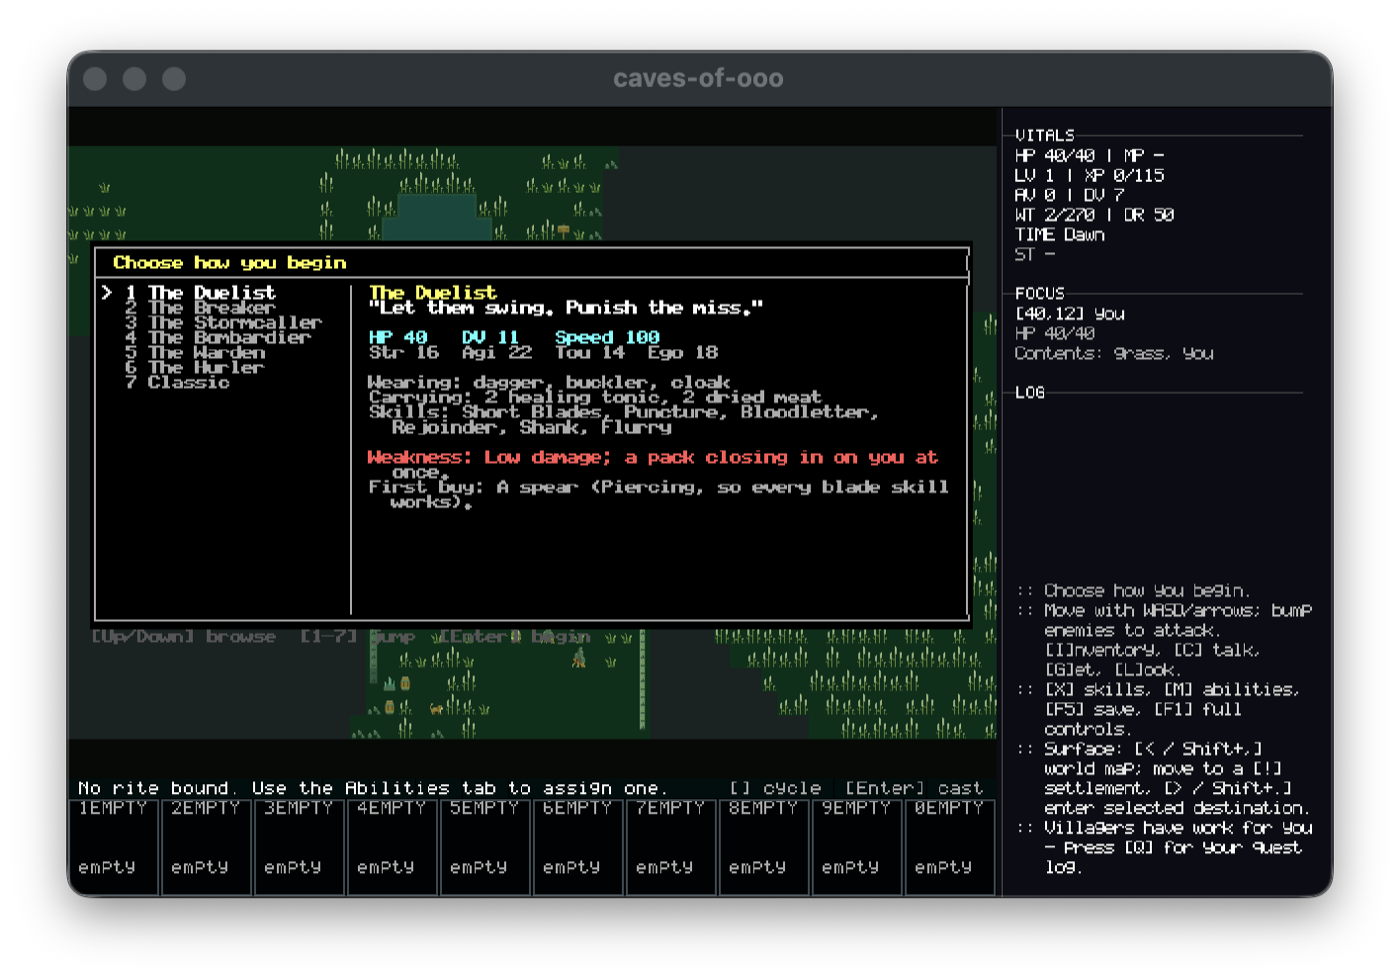 caves-of-ooo
Choose how you begin
> 1 The Duelist
2 The Breaker
3 The Stormcaller
4 The Bombardier
5 The Warden
6 The Hurler
7 Classic
The Duelist
"Let them swing. Punish the miss."
HP 40 DV 11 Speed 100
Str 16 Agi 22 Tou 14 Ego 18
Wearing: dagger, buckler, cloak
Carrying: 2 healing tonic, 2 dried meat
Skills: Short Blades, Puncture, Bloodletter,
Rejoinder, Shank, Flurry
Weakness: Low damage; a pack closing in on you at
once.
First buy: A spear (Piercing, so every blade skill
works).
[Up/Down] browse [1-7] jump [Enter] begin
No rite bound. Use the Abilities tab to assign one. [] cycle [Enter] cast
1EMPTY 2EMPTY 3EMPTY 4EMPTY 5EMPTY 6EMPTY 7EMPTY 8EMPTY 9EMPTY 0EMPTY
empty empty empty empty empty empty empty empty empty empty
VITALS
HP 40/40 | MP -
LV 1 | XP 0/115
AV 0 | DV 7
WT 2/270 | DR 50
TIME Dawn
ST -
FOCUS
[40,12] you
HP 40/40
Contents: grass, you
LOG
:: Choose how you begin.
:: Move with WASD/arrows; bump
enemies to attack.
[I]nventory, [C] talk,
[G]et, [L]ook.
:: [X] skills, [M] abilities,
[F5] save, [F1] full
controls.
:: Surface: [< / Shift+,]
world map; move to a [!]
settlement, [> / Shift+.]
enter selected destination.
:: Villagers have work for you
- Press [Q] for your quest
log.